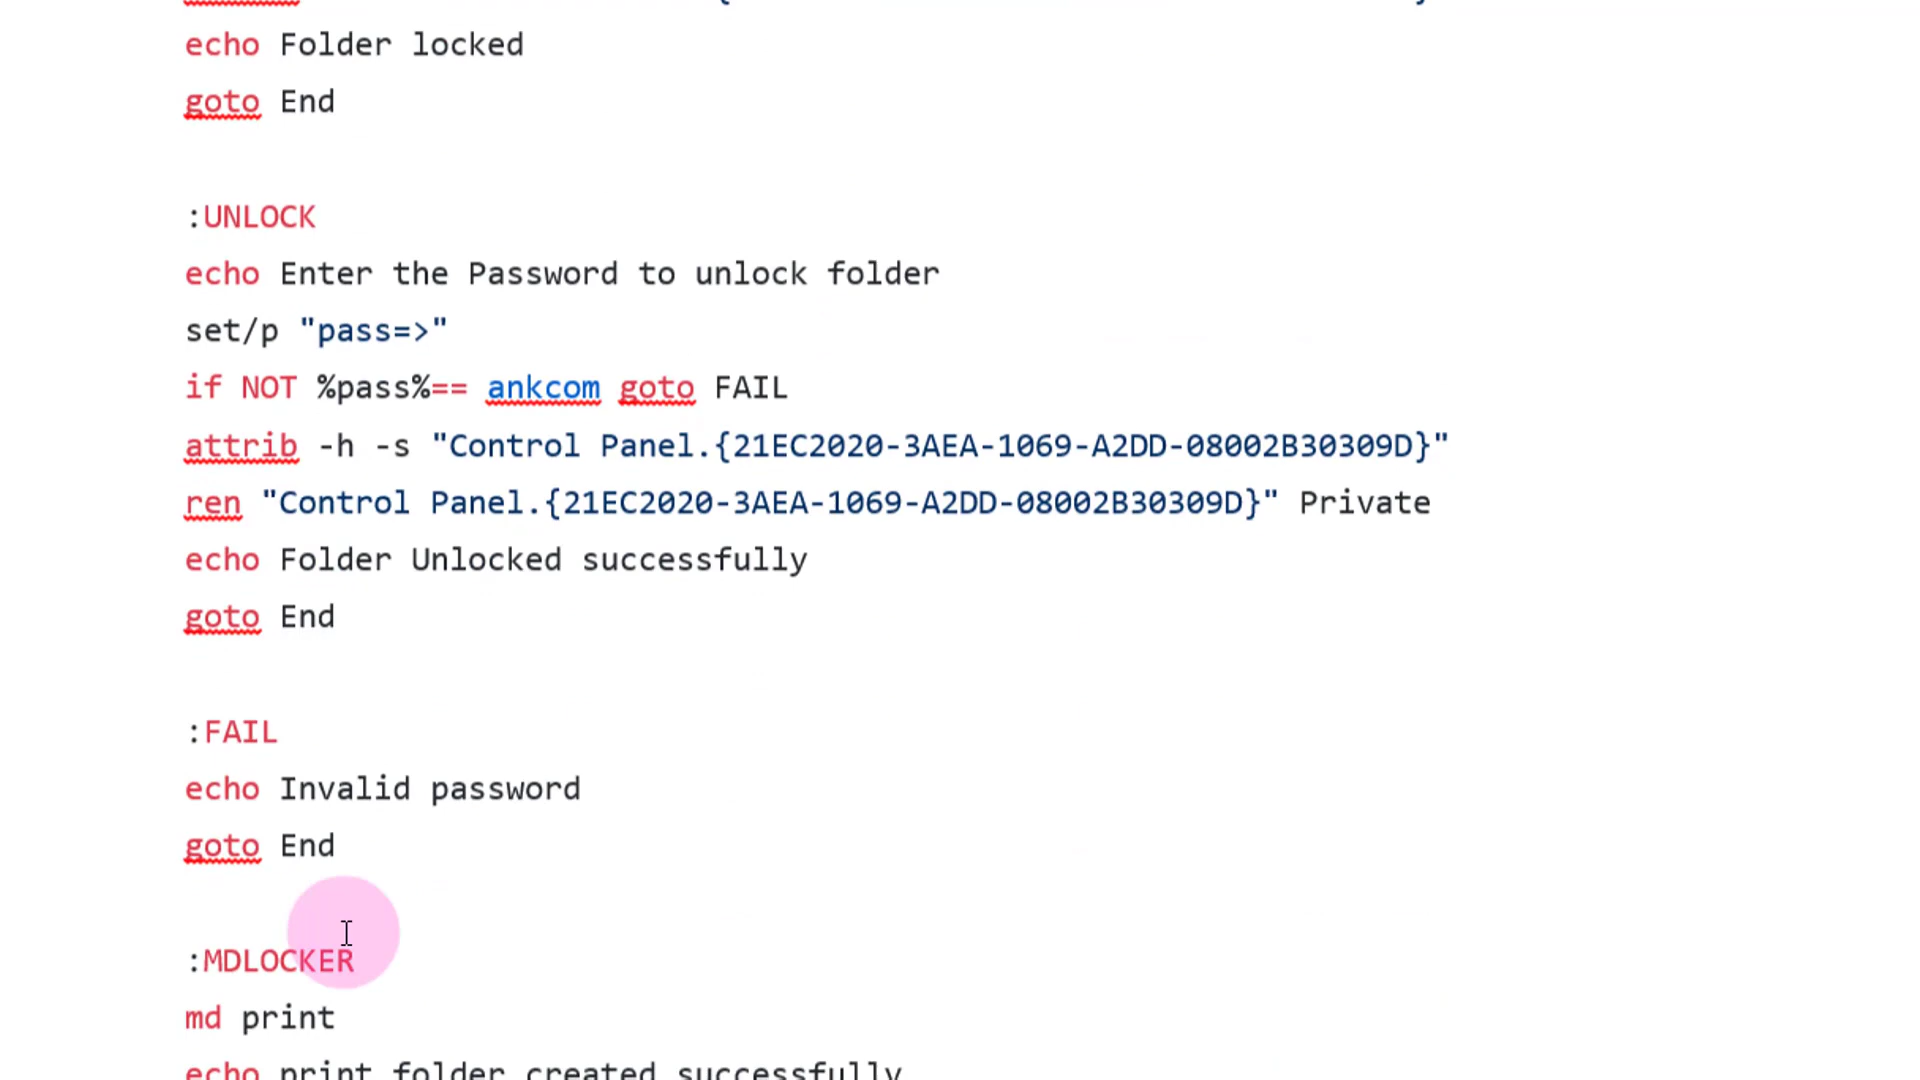 echo Folder locked
goto End
:UNLOCK
echo Enter the Password to unlock folder
set/p "pass=>"
if NOT %pass%== ankcom goto FAIL
attrib -h -s "Control Panel.{21EC2020-3AEA-1069-A2DD-08002B30309D}"
ren "Control Panel.{21EC2020-3AEA-1069-A2DD-08002B30309D}" Private
echo Folder Unlocked successfully
goto End
:FAIL
echo Invalid password
goto End
:MDLOCKER
md print
echo print folder created successfully